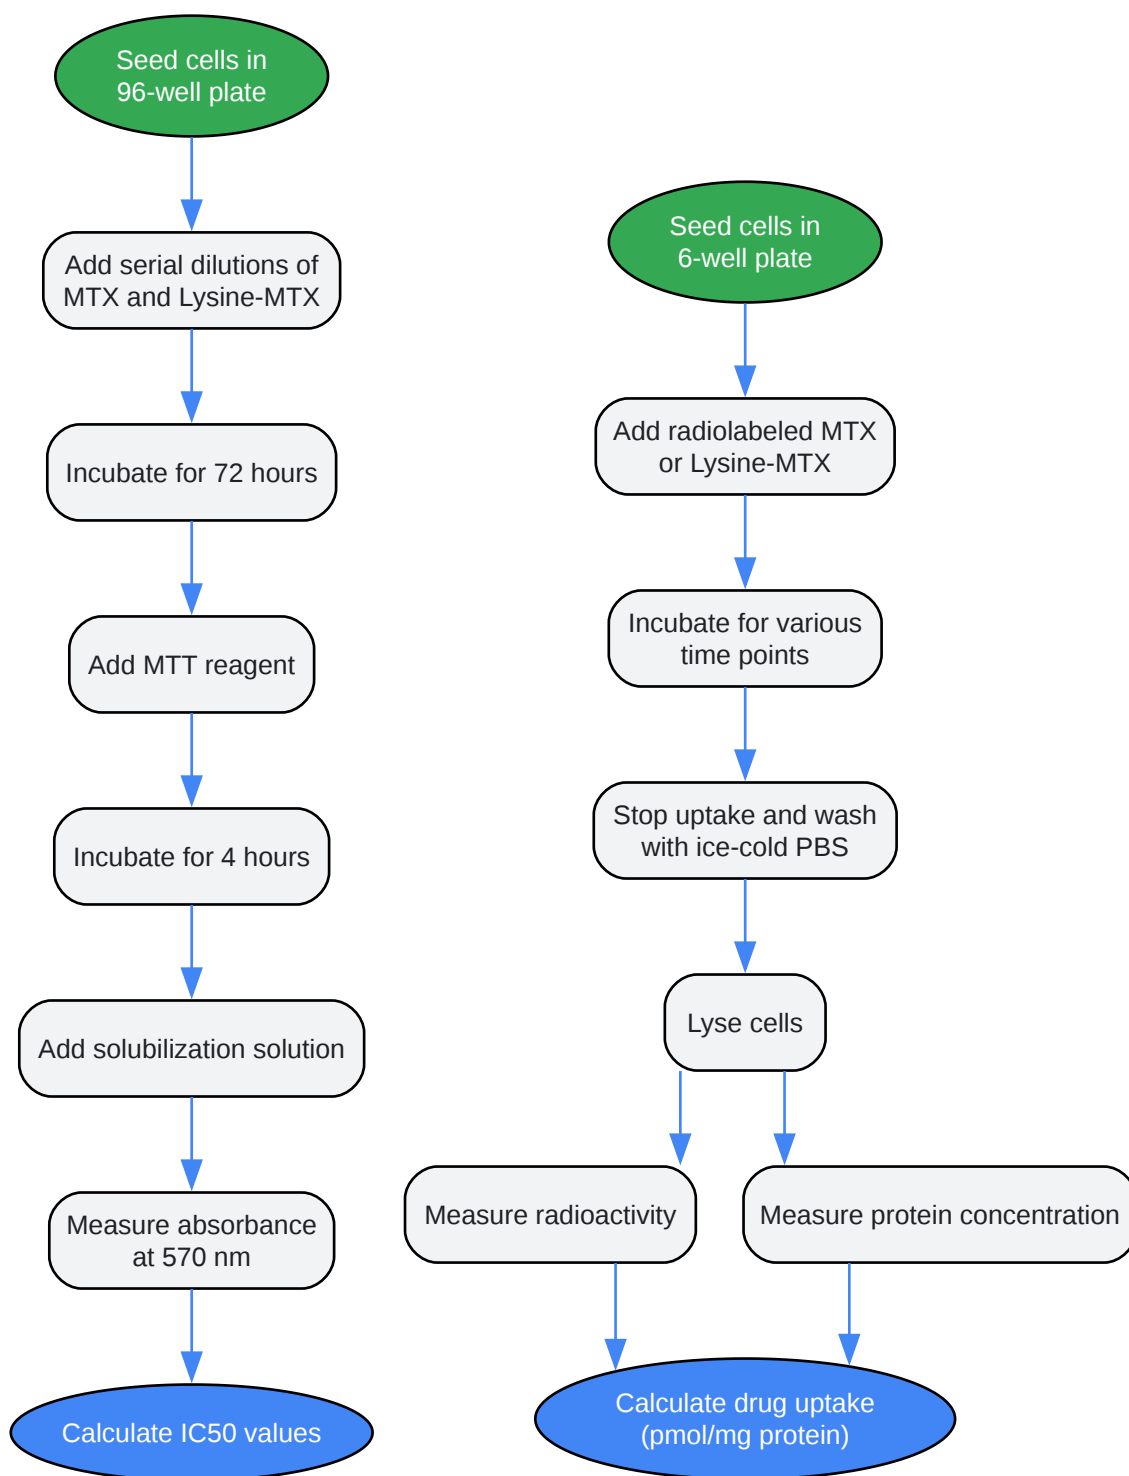 Seed cells in
96-well plate
Add serial dilutions of
MTX and Lysine-MTX
Incubate for 72 hours
Add MTT reagent
Incubate for 4 hours
Add solubilization solution
Measure absorbance
at 570 nm
Calculate IC50 values
Seed cells in
6-well plate
Add radiolabeled MTX
or Lysine-MTX
Incubate for various
time points
Stop uptake and wash
with ice-cold PBS
Lyse cells
Measure radioactivity
Measure protein concentration
Calculate drug uptake
(pmol/mg protein)